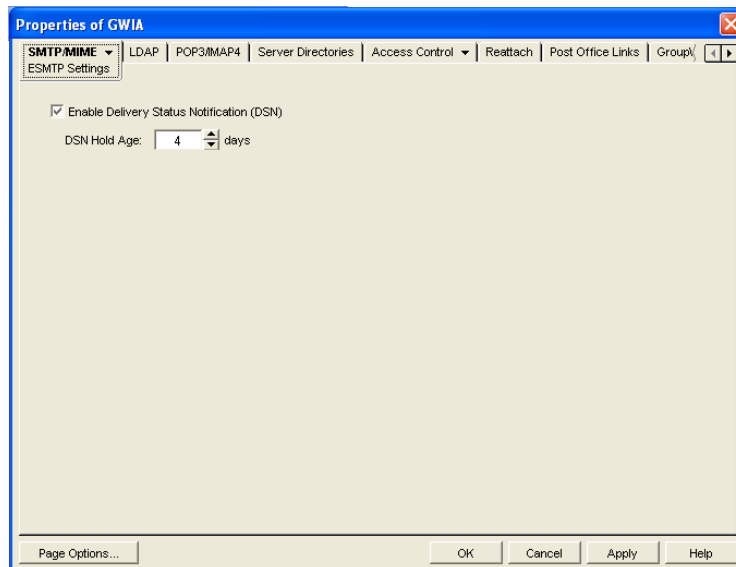 Properties of GWIA
SMTP/MIME LDAP POP3/IMAP4 Server Directories Access Control Reattach Post Office Links
ESMTP Settings
Enable Delivery Status Notification (DSN)
DSN Hold Age: 4 days
Page Options... OK Cancel Apply Help